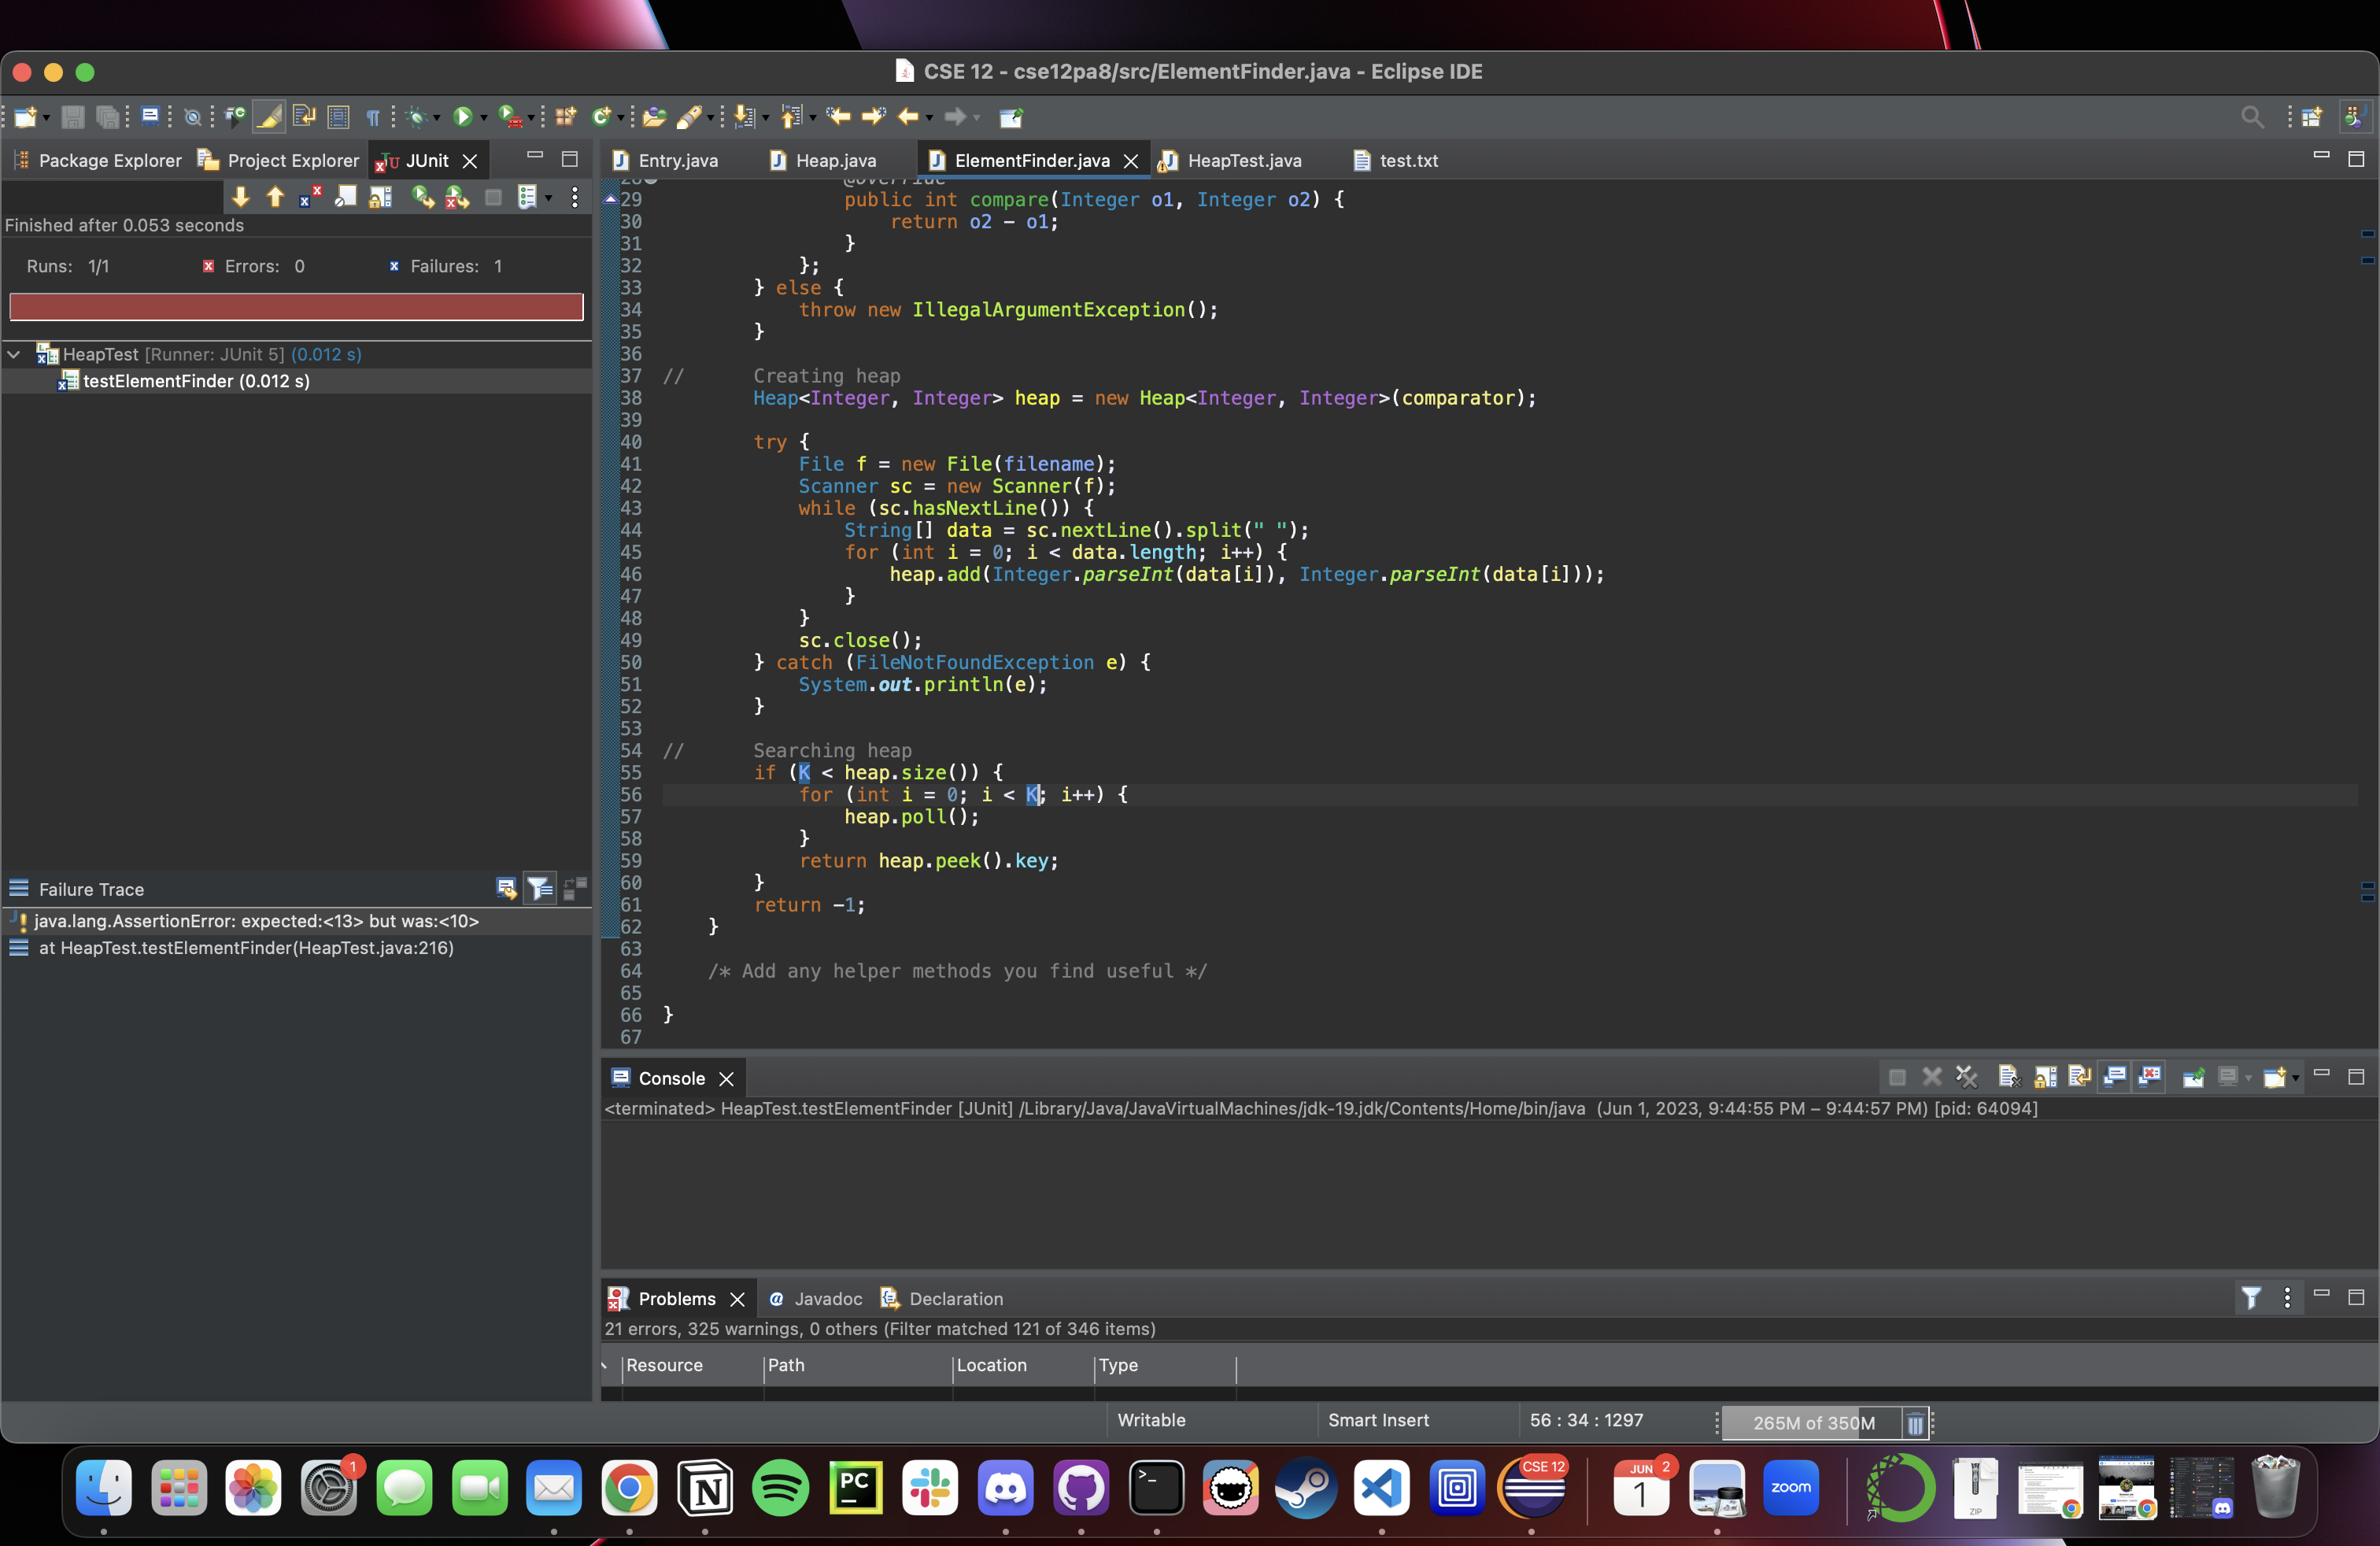 CSE 12 - cse12pa8/src/ElementFinder.java - Eclipse IDE
Package Explorer
Project Explorer
JUnit
Finished after 0.053 seconds
Runs: 1/1
Errors: 0
Failures: 1
HeapTest [Runner: JUnit 5] (0.012 s)
testElementFinder (0.012 s)
Failure Trace
java.lang.AssertionError: expected:<13> but was:<10>
at HeapTest.testElementFinder(HeapTest.java:216)
Entry.java
Heap.java
ElementFinder.java
HeapTest.java
test.txt
28 @Override
29 public int compare(Integer o1, Integer o2) {
30 return o2 - o1;
31 }
32 };
33 } else {
34 throw new IllegalArgumentException();
35 }
36
37 // Creating heap
38 Heap<Integer, Integer> heap = new Heap<Integer, Integer>(comparator);
39
40 try {
41 File f = new File(filename);
42 Scanner sc = new Scanner(f);
43 while (sc.hasNextLine()) {
44 String[] data = sc.nextLine().split(" ");
45 for (int i = 0; i < data.length; i++) {
46 heap.add(Integer.parseInt(data[i]), Integer.parseInt(data[i]));
47 }
48 }
49 sc.close();
50 } catch (FileNotFoundException e) {
51 System.out.println(e);
52 }
53
54 // Searching heap
55 if (K < heap.size()) {
56 for (int i = 0; i < K; i++) {
57 heap.poll();
58 }
59 return heap.peek().key;
60 }
61 return -1;
62 }
63
64 /* Add any helper methods you find useful */
65
66 }
67
Console
<terminated> HeapTest.testElementFinder [JUnit] /Library/Java/JavaVirtualMachines/jdk-19.jdk/Contents/Home/bin/java (Jun 1, 2023, 9:44:55 PM – 9:44:57 PM) [pid: 64094]
Problems
Javadoc
Declaration
21 errors, 325 warnings, 0 others (Filter matched 121 of 346 items)
Resource
Path
Location
Type
Writable
Smart Insert
56 : 34 : 1297
265M of 350M
1
PC
CSE 12
JUN
2
1
zoom
ZIP